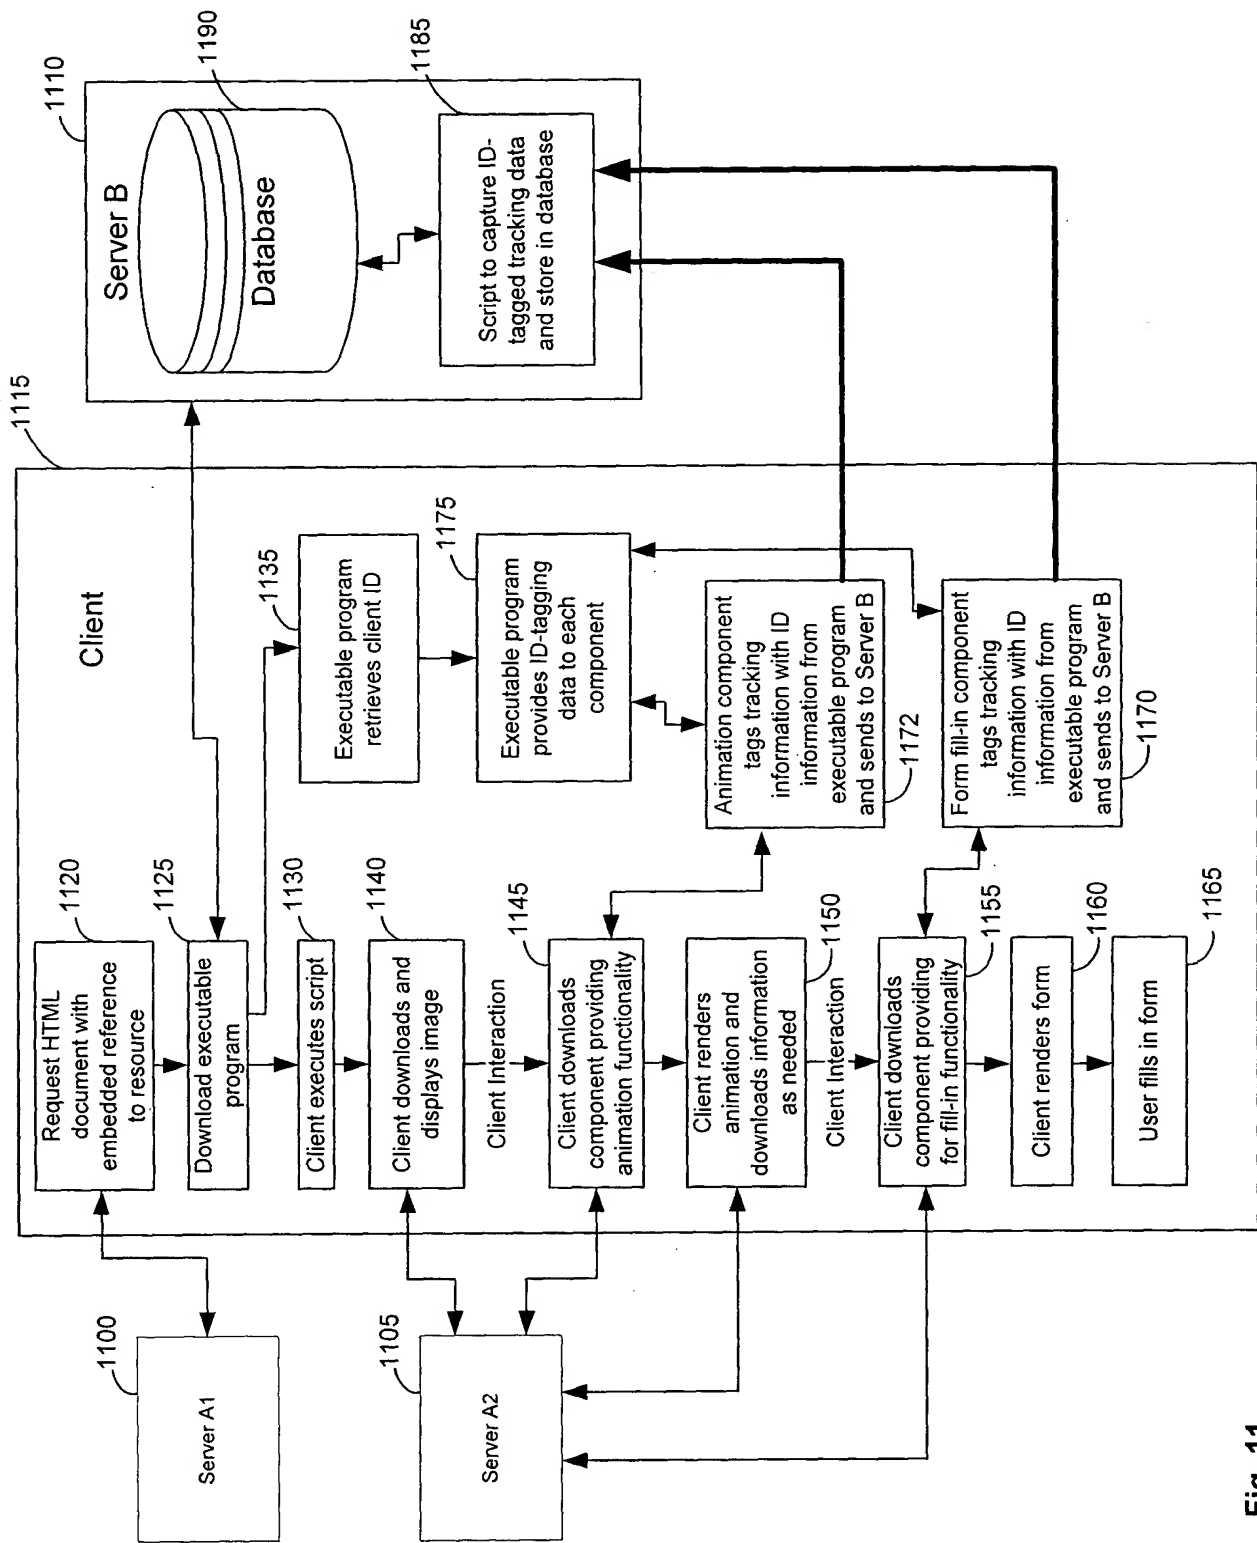 1100
Server A1
1105
Server A2
Fig. 11
1115
Client
1120
Request HTML
document with
embedded reference
to resource
1125
Download executable
program
1130
Client executes script
1140
Client downloads and
displays image
Client Interaction
1145
Client downloads
component providing
animation functionality
1150
Client renders
animation and
downloads information
as needed
Client Interaction
1155
Client downloads
component providing
for fill-in functionality
1160
Client renders form
1165
User fills in form
1135
Executable program
retrieves client ID
1175
Executable program
provides ID-tagging
data to each
component
Animation component
tags tracking
information with ID
information from
executable program
and sends to Server B
1172
Form fill-in component
tags tracking
information with ID
information from
executable program
and sends to Server B
1170
1110
Server B
1190
Database
1185
Script to capture ID-
tagged tracking data
and store in database